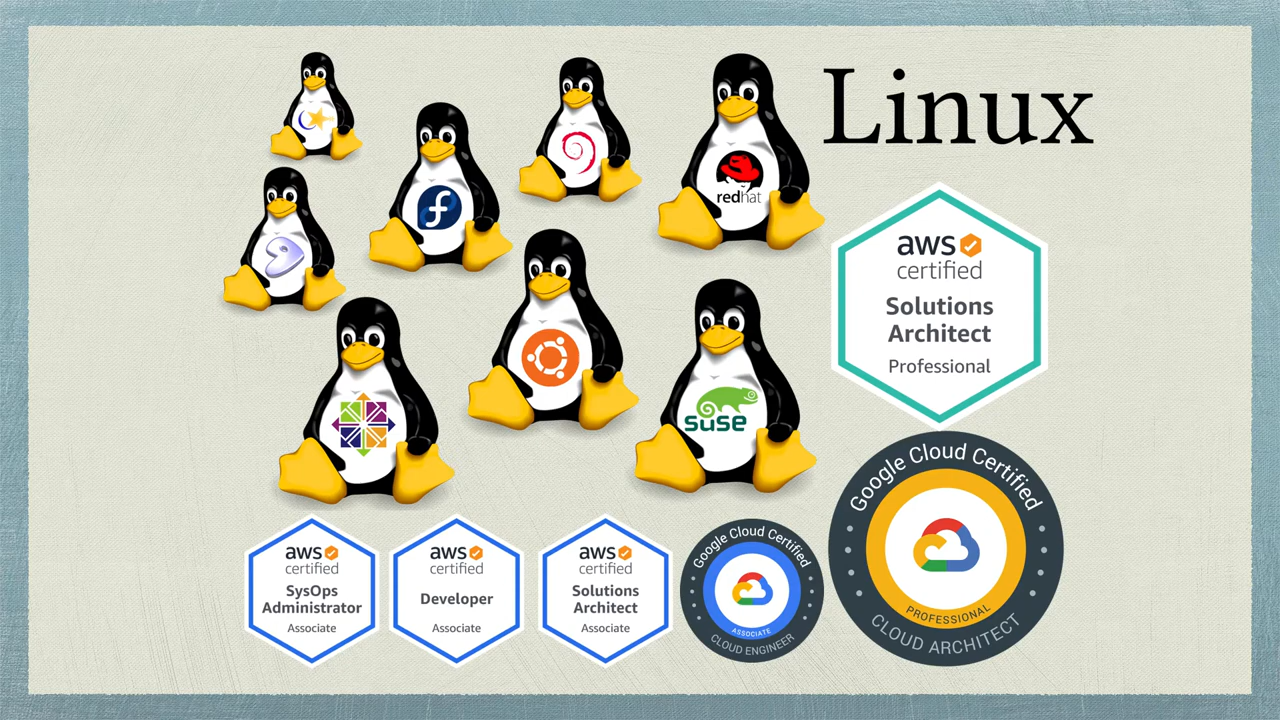 Linux
redhat
suse
aws
certified
Solutions
Architect
Professional
Google Cloud Certified
PROFESSIONAL
CLOUD ARCHITECT
aws
certified
SysOps
Administrator
Associate
aws
certified
Developer
Associate
aws
certified
Solutions
Architect
Associate
Google Cloud Certified
ASSOCIATE
CLOUD ENGINEER